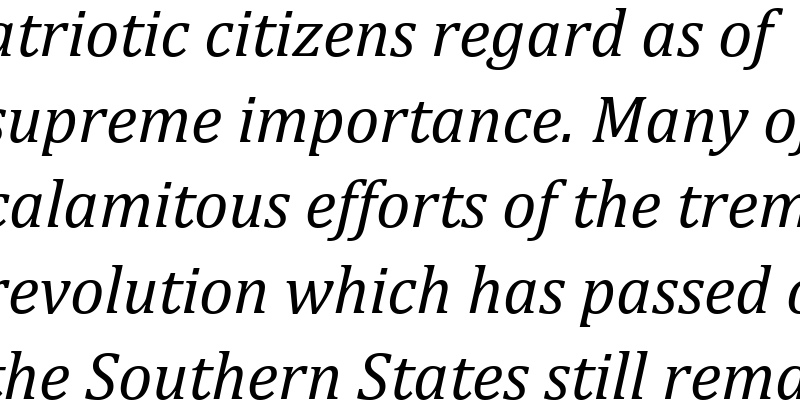 atriotic citizens regard as of
supreme importance. Many of
calamitous efforts of the trem
revolution which has passed o
the Southern States still rema